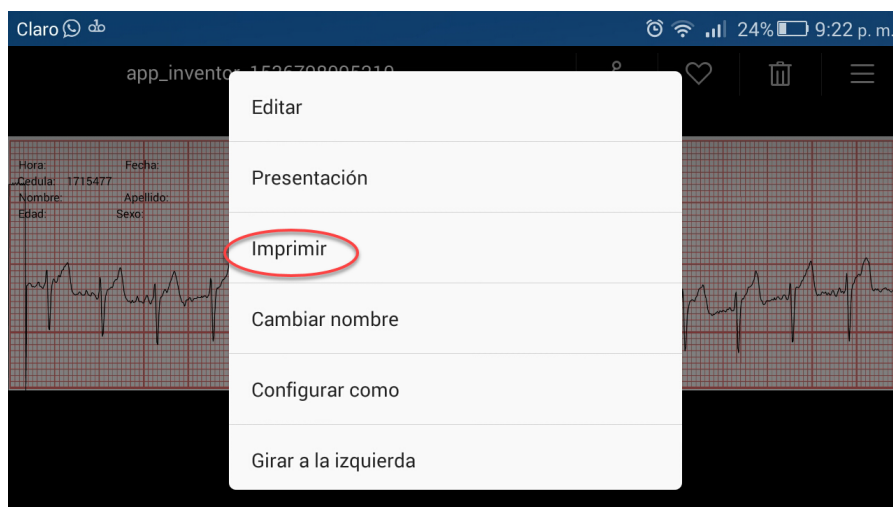 Claro 24% 9:22 p. m.
app_invento
Editar
Hora: Fecha:
Cedula: 1715477
Presentación
Nombre: Apellido:
Edad: Sexo:
Imprimir
Cambiar nombre
Configurar como
Girar a la izquierda